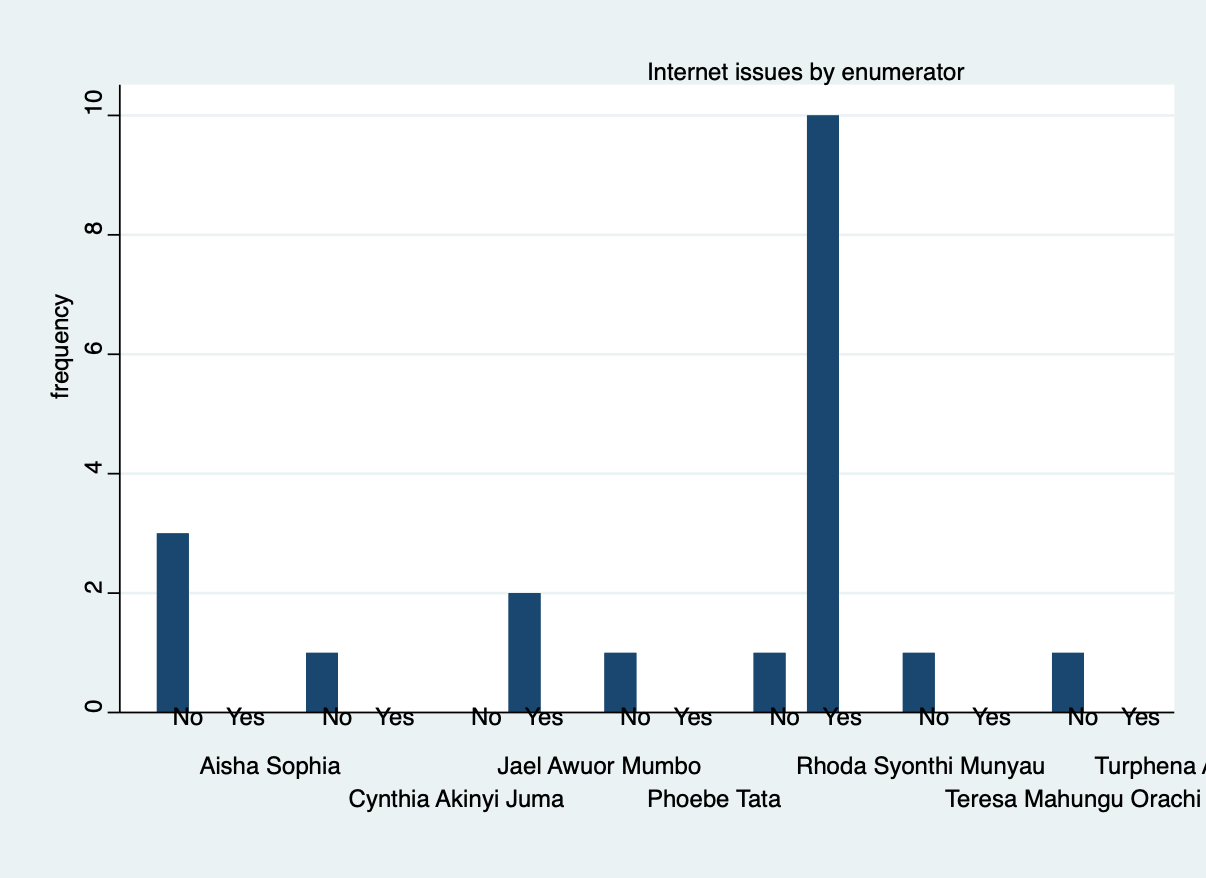 Internet issues by enumerator
10
8
6
4
2
0
frequency
No Yes No Yes No Yes No Yes No Yes No Yes No Yes
Aisha Sophia Jael Awuor Mumbo Rhoda Syonthi Munyau Turphena
Cynthia Akinyi Juma Phoebe Tata Teresa Mahungu Orachi